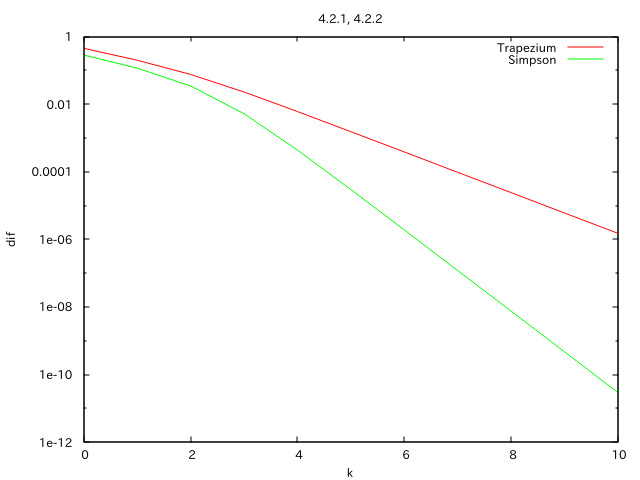 4.2.1, 4.2.2
Trapezium
Simpson
1
0.01
0.0001
1e-06
1e-08
1e-10
1e-12
dif
0 2 4 6 8 10
k